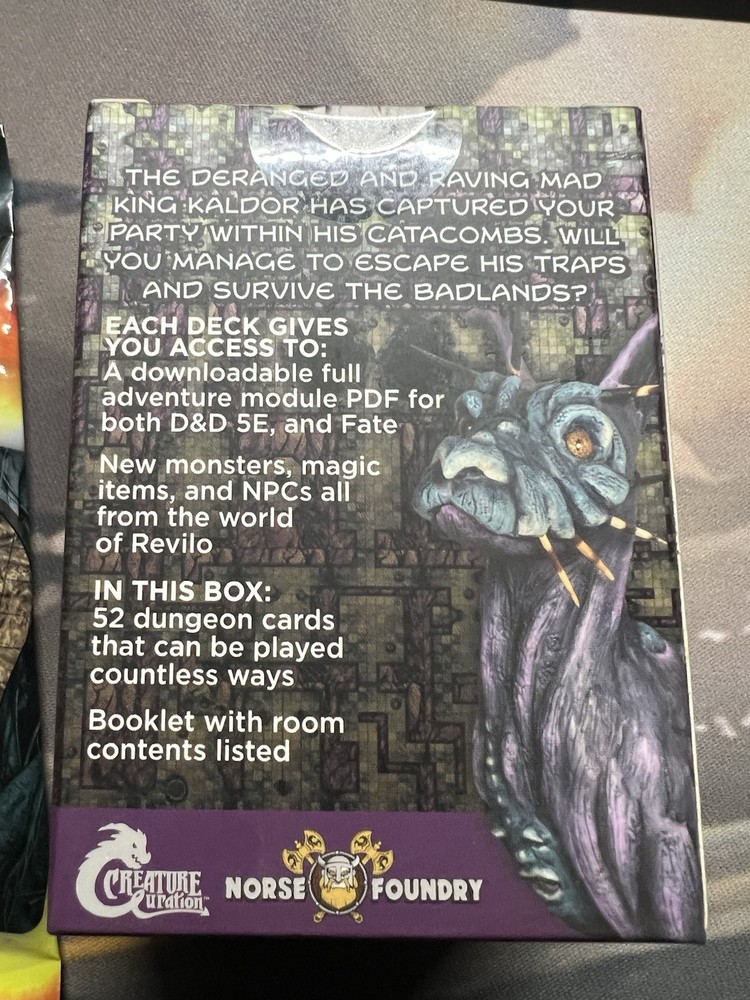 THE DERANGED AND RAVING MAD
KING KALDOR HAS CAPTURED YOUR
PARTY WITHIN HIS CATACOMBS. WILL
YOU MANAGE TO ESCAPE HIS TRAPS
AND SURVIVE THE BADLANDS?
EACH DECK GIVES
YOU ACCESS TO:
A downloadable full
adventure module PDF for
both D&D 5E, and Fate
New monsters, magic
items, and NPCs all
from the world
of Revilo
IN THIS BOX:
52 dungeon cards
that can be played
countless ways
Booklet with room
contents listed
CREATURE
Curation™
NORSE FOUNDRY